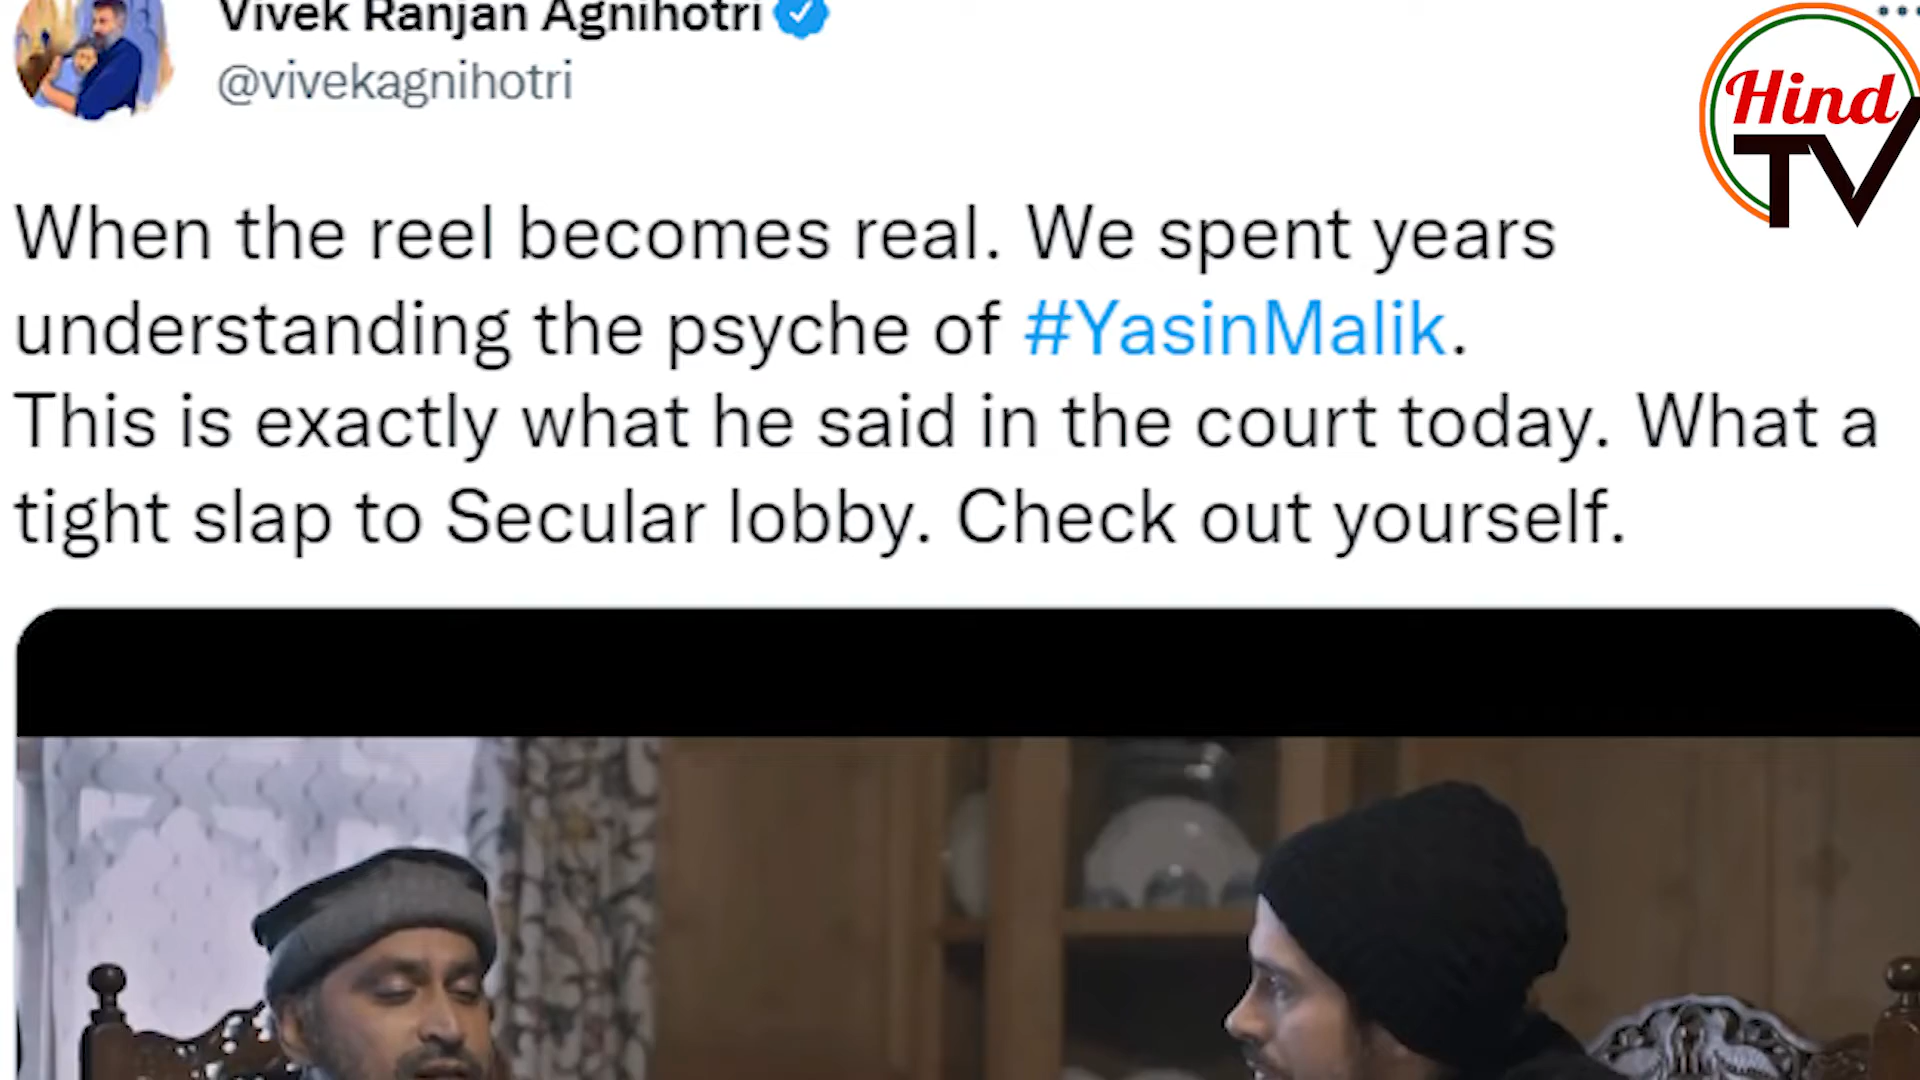 Vivek Ranjan Agnihotri
@vivekagnihotri
Hind
TV
When the reel becomes real. We spent years
understanding the psyche of #YasinMalik.
This is exactly what he said in the court today. What a
tight slap to Secular lobby. Check out yourself.